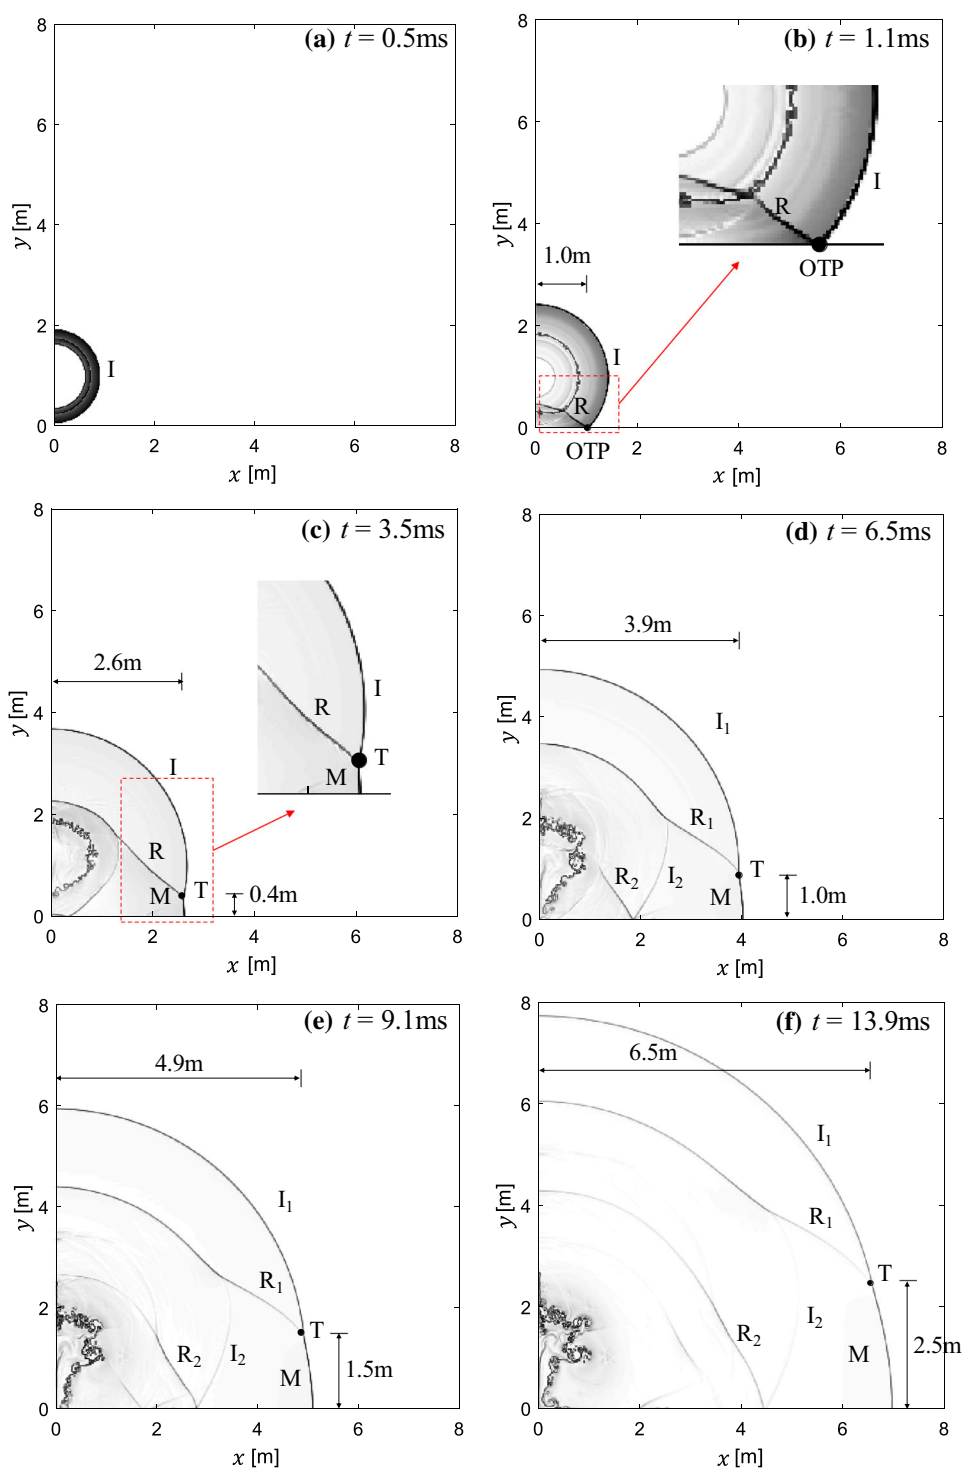 (a) t = 0.5ms
8
6
4
2
0
y [m]
I
0 2 4 6 8
x [m]
(b) t = 1.1ms
8
6
4
2
0
y [m]
I
R
OTP
1.0m
I
R
OTP
0 2 4 6 8
x [m]
(c) t = 3.5ms
8
6
4
2
0
y [m]
2.6m
I
R
T
M
I
R
M
T
0.4m
0 2 4 6 8
x [m]
(d) t = 6.5ms
8
6
4
2
0
y [m]
3.9m
I₁
R₁
T
R₂
I₂
M
1.0m
0 2 4 6 8
x [m]
(e) t = 9.1ms
8
6
4
2
0
y [m]
4.9m
I₁
R₁
T
R₂
I₂
M
1.5m
0 2 4 6 8
x [m]
(f) t = 13.9ms
8
6
4
2
0
y [m]
6.5m
I₁
R₁
T
I₂
R₂
M
2.5m
0 2 4 6 8
x [m]